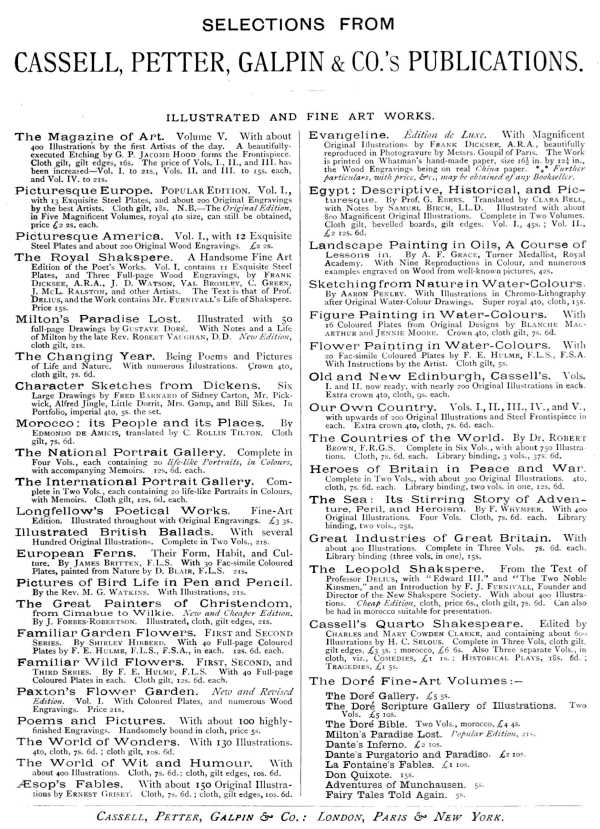 SELECTIONS FROM
CASSELL, PETTER, GALPIN & CO.'s PUBLICATIONS.
ILLUSTRATED AND FINE ART WORKS.
The Magazine of Art. Volume V. With about
400 Illustrations by the first Artists of the day. A beautifully-
executed Etching by G. P. JACOMB HOOD forms the Frontispiece.
Cloth gilt, gilt edges, 16s. The price of Vols. I., II., and III. has
been increased—Vol. I. to 21s., Vols. II. and III. to 15s. each,
and Vol. IV. to 21s.
Picturesque Europe. POPULAR EDITION. Vol. I.,
with 13 Exquisite Steel Plates, and about 200 Original Engravings
by the best Artists. Cloth gilt, 18s. N.B.—The Original Edition,
in Five Magnificent Volumes, royal 4to size, can still be obtained,
price £2 2s. each.
Picturesque America. Vol. I., with 12 Exquisite
Steel Plates and about 200 Original Wood Engravings. £2 2s.
The Royal Shakspere. A Handsome Fine Art
Edition of the Poet's Works. Vol. I. contains 11 Exquisite Steel
Plates, and Three Full-page Wood Engravings, by FRANK
DICKSEE, A.R.A., J. D. WATSON, VAL BROMLEY, C. GREEN,
J. McL. RALSTON, and other Artists. The Text is that of Prof.
DELIUS, and the Work contains Mr. FURNIVALL's Life of Shakspere.
Price 15s.
Milton's Paradise Lost. Illustrated with 50
full-page Drawings by GUSTAVE DORÉ. With Notes and a Life
of Milton by the late Rev. ROBERT VAUGHAN, D.D. New Edition,
cloth gilt, 21s.
The Changing Year. Being Poems and Pictures
of Life and Nature. With numerous Illustrations. Crown 4to,
cloth gilt, 7s. 6d.
Character Sketches from Dickens. Six
Large Drawings by FRED BARNARD of Sidney Carton, Mr. Pick-
wick, Alfred Jingle, Little Dorrit, Mrs. Gamp, and Bill Sikes. In
Portfolio, imperial 4to, 5s. the set.
Morocco: its People and its Places. By
EDMONDO DE AMICIS, translated by C. ROLLIN TILTON. Cloth
gilt, 7s. 6d.
The National Portrait Gallery. Complete in
Four Vols., each containing 20 life-like Portraits, in Colours,
with accompanying Memoirs. 12s. 6d. each.
The International Portrait Gallery. Com-
plete in Two Vols., each containing 20 life-like Portraits in Colours,
with Memoirs. Cloth gilt, 12s. 6d. each.
Longfellow's Poetical Works. Fine-Art
Edition. Illustrated throughout with Original Engravings. £3 3s.
Illustrated British Ballads. With several
Hundred Original Illustrations. Complete in Two Vols., 21s.
European Ferns. Their Form, Habit, and Cul-
ture. By JAMES BRITTEN, F.L.S. With 30 Fac-simile Coloured
Plates, painted from Nature by D. BLAIR, F.L.S. 21s.
Pictures of Bird Life in Pen and Pencil.
By the Rev. M. G. WATKINS. With Illustrations, 21s.
The Great Painters of Christendom,
from Cimabue to Wilkie. New and Cheaper Edition.
By J. FORBES-ROBERTSON. Illustrated, cloth, gilt edges, 21s.
Familiar Garden Flowers. FIRST and SECOND
SERIES. By SHIRLEY HIBBERD. With 40 Full-page Coloured
Plates by F. E. HULME, F.L.S., F.S.A., in each. 12s. 6d. each.
Familiar Wild Flowers. FIRST, SECOND, and
THIRD SERIES. By F. E. HULME, F.L.S. With 40 Full-page
Coloured Plates in each. Cloth gilt, 12s. 6d. each.
Paxton's Flower Garden. New and Revised
Edition. Vol. I. With Coloured Plates, and numerous Wood
Engravings. Price 21s.
Poems and Pictures. With about 100 highly-
finished Engravings. Handsomely bound in cloth, price 5s.
The World of Wonders. With 130 Illustrations.
4to, cloth, 7s. 6d.; cloth gilt, 10s. 6d.
The World of Wit and Humour. With
about 400 Illustrations. Cloth, 7s. 6d.; cloth gilt, gilt edges, 10s. 6d.
Æsop's Fables. With about 150 Original Illustra-
tions by ERNEST GRISET. Cloth, 7s. 6d.; cloth, gilt edges, 10s. 6d.
Evangeline. Édition de Luxe. With Magnificent
Original Illustrations by FRANK DICKSEE, A.R.A., beautifully
reproduced in Photogravure by Messrs. Goupil of Paris. The Work
is printed on Whatman's hand-made paper, size 16½ in. by 12½ in.,
the Wood Engravings being on real China paper. *** Further
particulars, with price, &c., may be obtained of any Bookseller.
Egypt: Descriptive, Historical, and Pic-
turesque. By Prof. G. EBERS. Translated by CLARA BELL,
with Notes by SAMUEL BIRCH, LL.D. Illustrated with about
800 Magnificent Original Illustrations. Complete in Two Volumes.
Cloth gilt, bevelled boards, gilt edges. Vol. I., 45s.; Vol. II.,
£2 12s. 6d.
Landscape Painting in Oils, A Course of
Lessons in. By A. F. GRACE, Turner Medallist, Royal
Academy. With Nine Reproductions in Colour, and numerous
examples engraved on Wood from well-known pictures, 42s.
Sketching from Nature in Water-Colours.
By AARON PENLEY. With Illustrations in Chromo-Lithography
after Original Water-Colour Drawings. Super royal 4to, cloth, 15s.
Figure Painting in Water-Colours. With
16 Coloured Plates from Original Designs by BLANCHE MAC-
ARTHUR and JENNIE MOORE. Crown 4to, cloth gilt, 7s. 6d.
Flower Painting in Water-Colours. With
20 Fac-simile Coloured Plates by F. E. HULME, F.L.S., F.S.A.
With Instructions by the Artist. Cloth gilt, 5s.
Old and New Edinburgh, Cassell's. Vols.
I. and II. now ready, with nearly 200 Original Illustrations in each.
Extra crown 4to, cloth, 9s. each.
Our Own Country. Vols. I., II., III., IV., and V.,
with upwards of 200 Original Illustrations and Steel Frontispiece in
each. Extra crown 4to, cloth, 7s. 6d. each.
The Countries of the World. By Dr. ROBERT
BROWN, F.R.G.S. Complete in Six Vols., with about 750 Illustra-
tions. Cloth, 7s. 6d. each. Library binding, 3 vols., 37s. 6d.
Heroes of Britain in Peace and War.
Complete in Two Vols., with about 300 Original Illustrations. 4to,
cloth, 7s. 6d. each. Library binding, two vols. in one, 12s. 6d.
The Sea: Its Stirring Story of Adven-
ture, Peril, and Heroism. By F. WHYMPER. With 400
Original Illustrations. Four Vols. Cloth, 7s. 6d. each. Library
binding, two vols., 25s.
Great Industries of Great Britain. With
about 400 Illustrations. Complete in Three Vols. 7s. 6d. each.
Library binding (three vols. in one), 15s.
The Leopold Shakspere. From the Text of
Professor DELIUS, with "Edward III." and "The Two Noble
Kinsmen," and an Introduction by F. J. FURNIVALL, Founder and
Director of the New Shakspere Society. With about 400 Illustra-
tions. Cheap Edition, cloth, price 6s., cloth gilt, 7s. 6d. Can also
be had in morocco suitable for presentation.
Cassell's Quarto Shakespeare. Edited by
CHARLES and MARY COWDEN CLARKE, and containing about 600
Illustrations by H. C. SELOUS. Complete in Three Vols., cloth gilt,
gilt edges, £3 3s.; morocco, £6 6s. Also Three separate Vols., in
cloth, viz., COMEDIES, £1 1s.; HISTORICAL PLAYS, 18s. 6d.;
TRAGEDIES, £1 5s.
The Doré Fine-Art Volumes:—
The Doré Gallery. £5 5s.
The Doré Scripture Gallery of Illustrations. Two
Vols. £5 10s.
The Doré Bible. Two Vols., morocco, £4 4s.
Milton's Paradise Lost. Popular Edition, 21s.
Dante's Inferno. £2 10s.
Dante's Purgatorio and Paradiso. £2 10s.
La Fontaine's Fables. £1 10s.
Don Quixote. 15s.
Adventures of Munchausen. 5s.
Fairy Tales Told Again. 5s.
CASSELL, PETTER, GALPIN & CO.: LONDON, PARIS & NEW YORK.